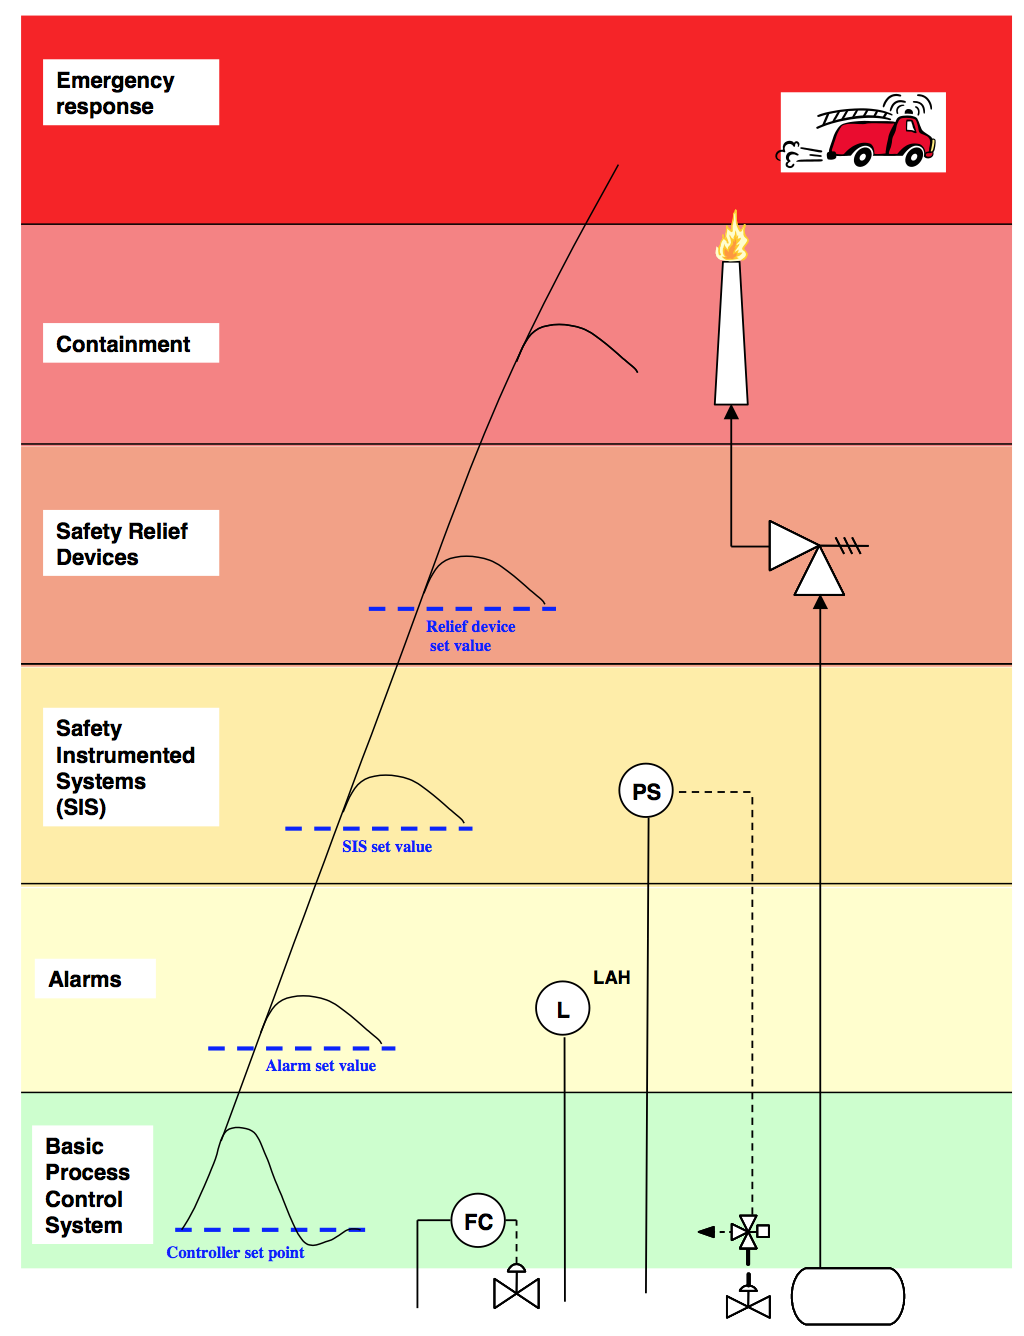 Emergency
response
Containment
Safety Relief
Devices
Relief device
set value
Safety
Instrumented
Systems
(SIS)
PS
SIS set value
Alarms
LAH
L
Alarm set value
Basic
Process
Control
System
FC
Controller set point